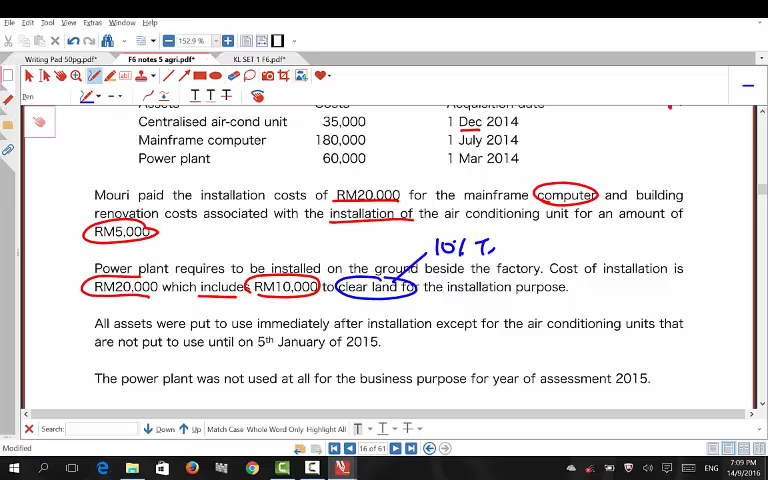 File Edit Tool View Extras Window Help
152.9%
Writing Pad 50pg.pdf* F6 notes 5 agri.pdf* KL SET 1 F6.pdf*
Pen
Assets Costs Acquisition date
Centralised air-cond unit 35,000 1 Dec 2014
Mainframe computer 180,000 1 July 2014
Power plant 60,000 1 Mar 2014
Mouri paid the installation costs of RM20,000 for the mainframe computer and building
renovation costs associated with the installation of the air conditioning unit for an amount of
RM5,000
10% T
Power plant requires to be installed on the ground beside the factory. Cost of installation is
RM20,000 which includes RM10,000 to clear land for the installation purpose.
All assets were put to use immediately after installation except for the air conditioning units that
are not put to use until on 5th January of 2015.
The power plant was not used at all for the business purpose for year of assessment 2015.
Search: Down Up Match Case Whole Word Only Highlight All
Modified 16 of 61
ENG 7:09 PM 14/9/2016